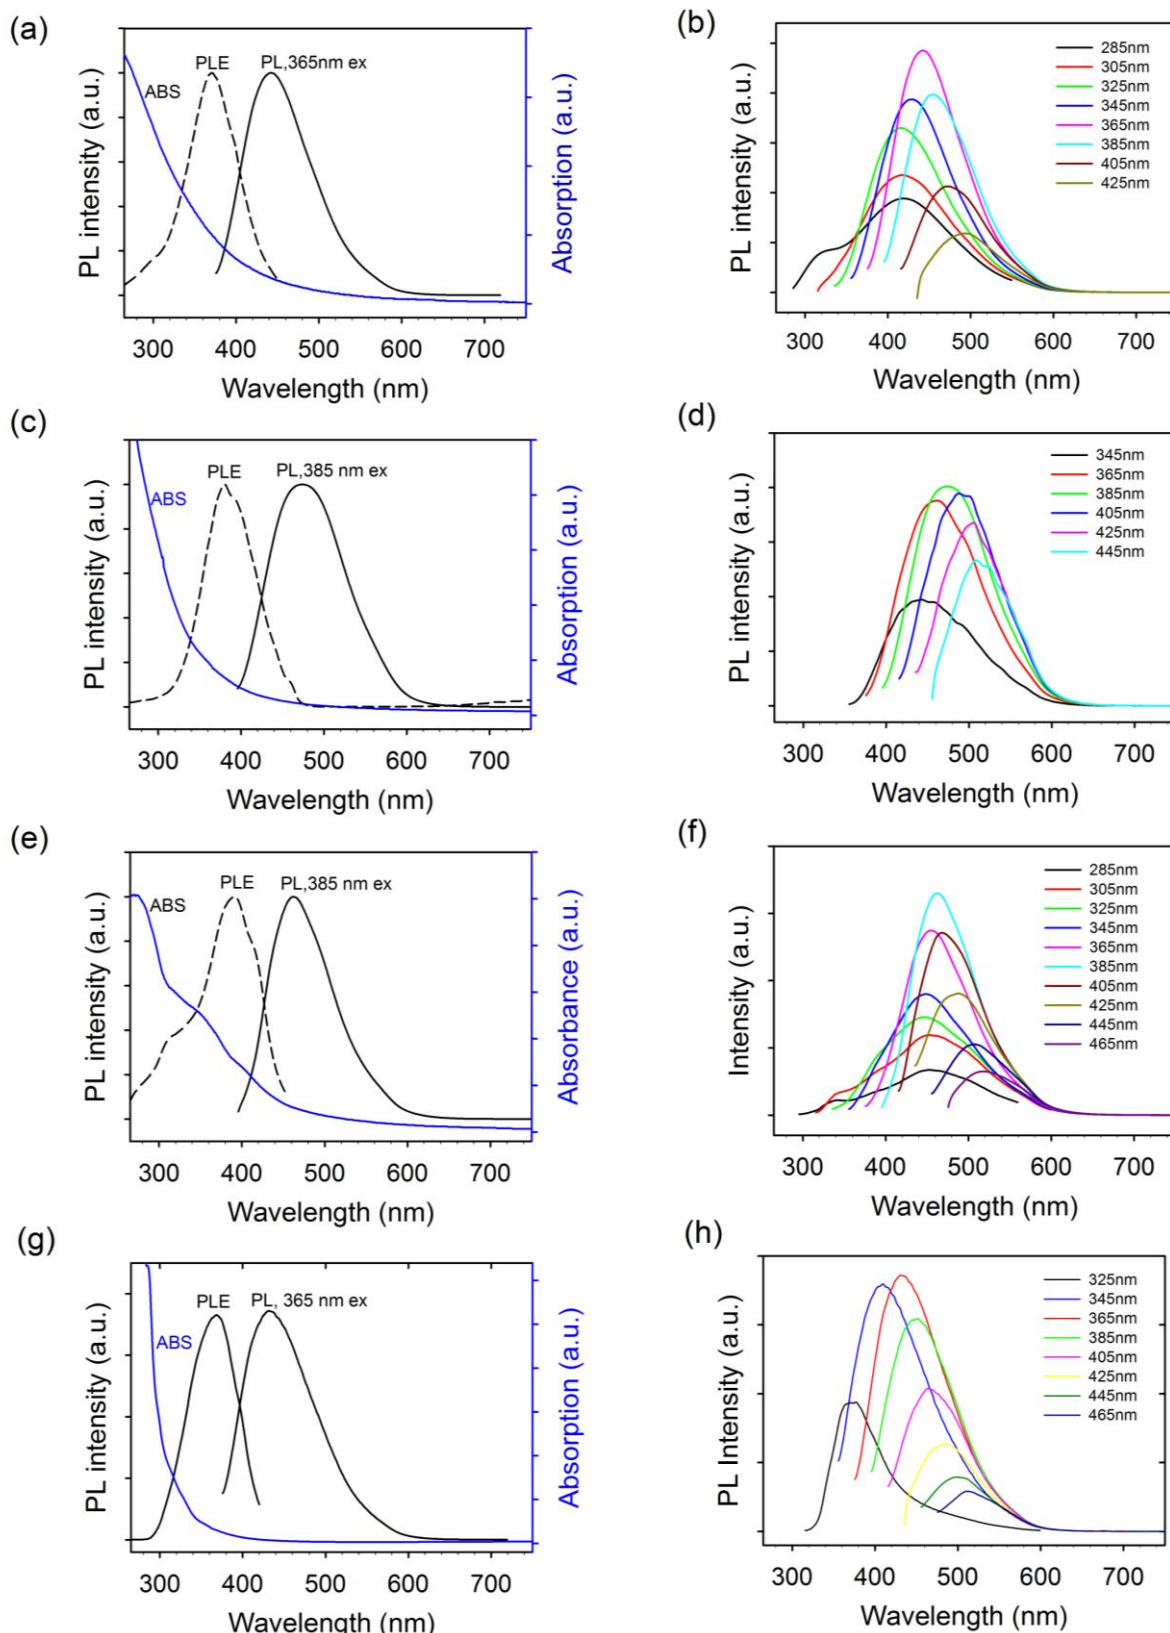 (a)
PL intensity (a.u.)
ABS
PLE
PL,365nm ex
Absorption (a.u.)
300 400 500 600 700
Wavelength (nm)
(b)
PL intensity (a.u.)
285nm
305nm
325nm
345nm
365nm
385nm
405nm
425nm
300 400 500 600 700
Wavelength (nm)
(c)
PL intensity (a.u.)
ABS
PLE
PL,385 nm ex
Absorption (a.u.)
300 400 500 600 700
Wavelength (nm)
(d)
PL intensity (a.u.)
345nm
365nm
385nm
405nm
425nm
445nm
300 400 500 600 700
Wavelength (nm)
(e)
PL intensity (a.u.)
ABS
PLE
PL,385 nm ex
Absorbance (a.u.)
300 400 500 600 700
Wavelength (nm)
(f)
Intensity (a.u.)
285nm
305nm
325nm
345nm
365nm
385nm
405nm
425nm
445nm
465nm
300 400 500 600 700
Wavelength (nm)
(g)
PL intensity (a.u.)
ABS
PLE
PL, 365 nm ex
Absorption (a.u.)
300 400 500 600 700
Wavelength (nm)
(h)
PL Intensity (a.u.)
325nm
345nm
365nm
385nm
405nm
425nm
445nm
465nm
300 400 500 600 700
Wavelength (nm)